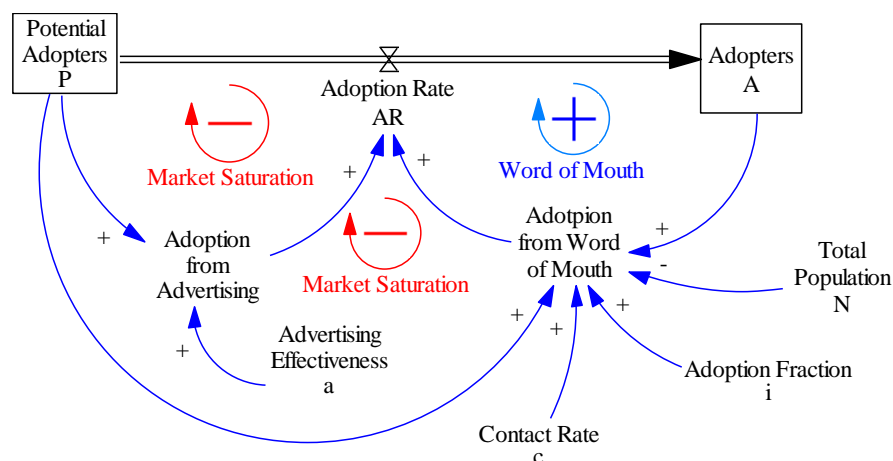 Potential
Adopters
P
Adopters
A
Adoption Rate
AR
Market Saturation
Word of Mouth
+
+
+
Adoption
from
Advertising
Market Saturation
Adotpion
from Word
of Mouth
+
-
Total
Population
N
+
Advertising
Effectiveness
a
+
+
+
Adoption Fraction
i
Contact Rate
c